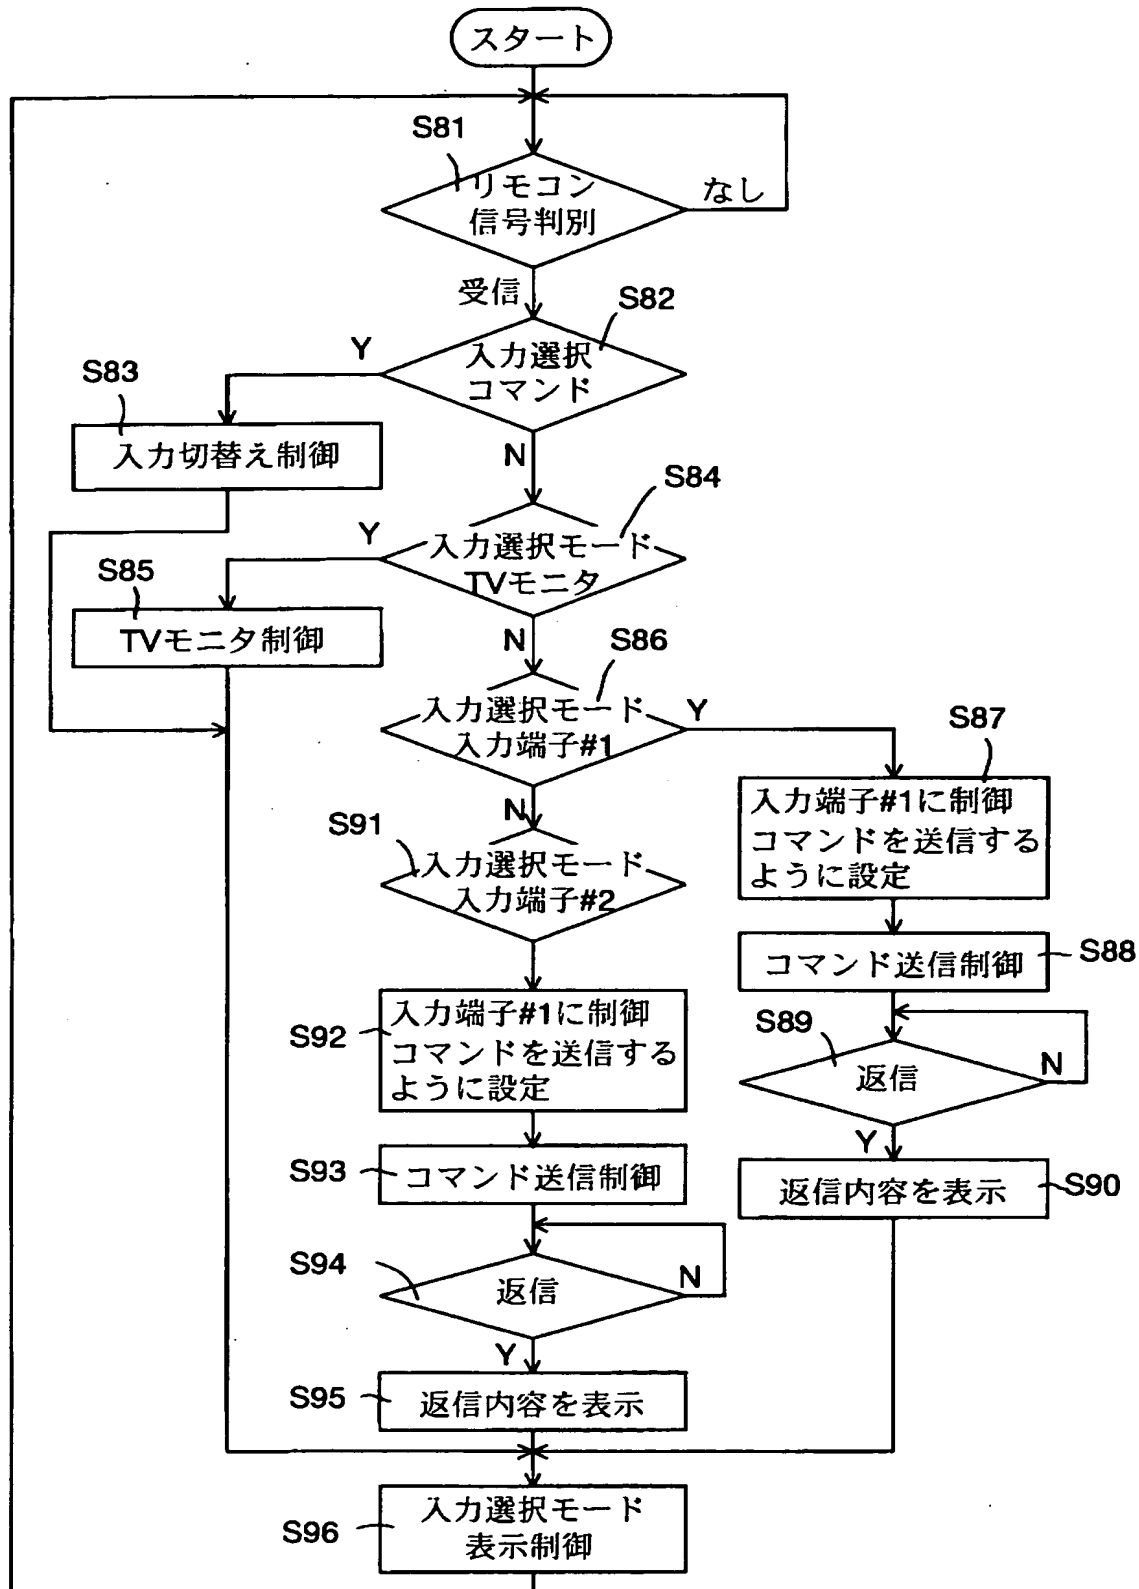 スタート
S81
リモコン
信号判別
なし
受信
S82
入力選択
コマンド
Y
S83
入力切替え制御
N
S84
入力選択モード
TVモニタ
Y
S85
TVモニタ制御
N
S86
入力選択モード
入力端子#1
Y
S87
入力端子#1に制御
コマンドを送信する
ように設定
N
S91
入力選択モード
入力端子#2
コマンド送信制御
S88
S89
返信
N
Y
返信内容を表示
S90
S92
入力端子#1に制御
コマンドを送信する
ように設定
S93
コマンド送信制御
S94
返信
N
Y
S95
返信内容を表示
S96
入力選択モード
表示制御